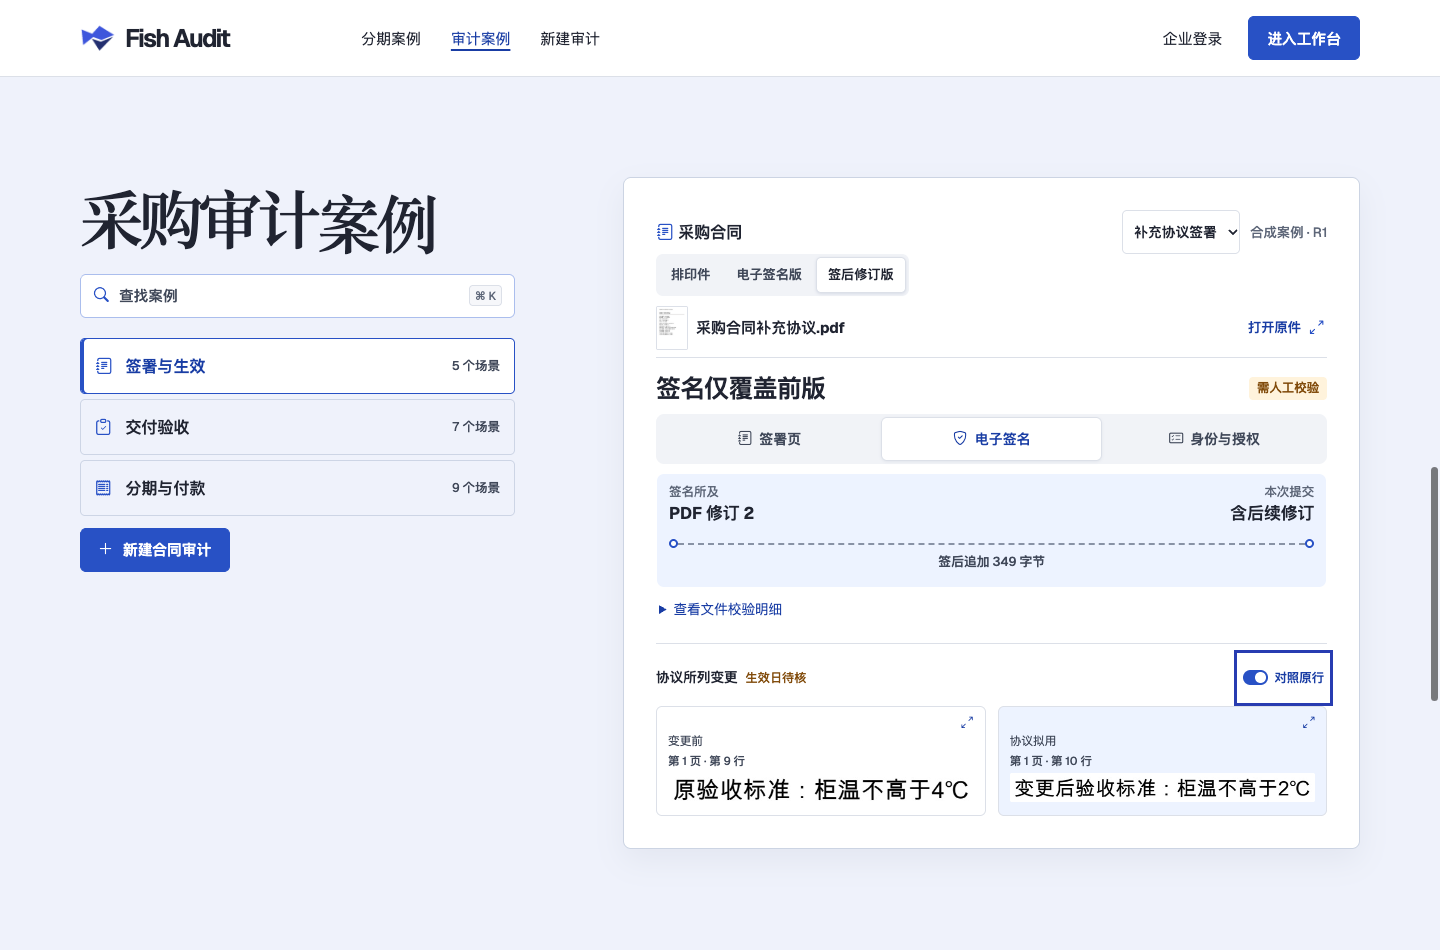 Fish Audit
分期案例
审计案例
新建审计
企业登录
进入工作台
采购审计案例
查找案例
⌘ K
签署与生效
5 个场景
交付验收
7 个场景
分期与付款
9 个场景
新建合同审计
采购合同
补充协议签署
合成案例 · R1
排印件
电子签名版
签后修订版
采购合同补充协议.pdf
打开原件
签名仅覆盖前版
需人工校验
签署页
电子签名
身份与授权
签名所及
本次提交
PDF 修订 2
含后续修订
签后追加 349 字节
查看文件校验明细
协议所列变更
生效日待核
对照原行
变更前
第 1 页 · 第 9 行
原验收标准：柜温不高于4℃
协议拟用
第 1 页 · 第 10 行
变更后验收标准：柜温不高于2℃